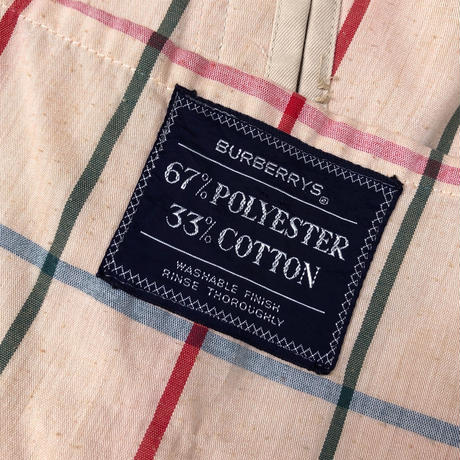 BURBERRYS®
67% POLYESTER
33% COTTON
WASHABLE FINISH
RINSE THOROUGHLY